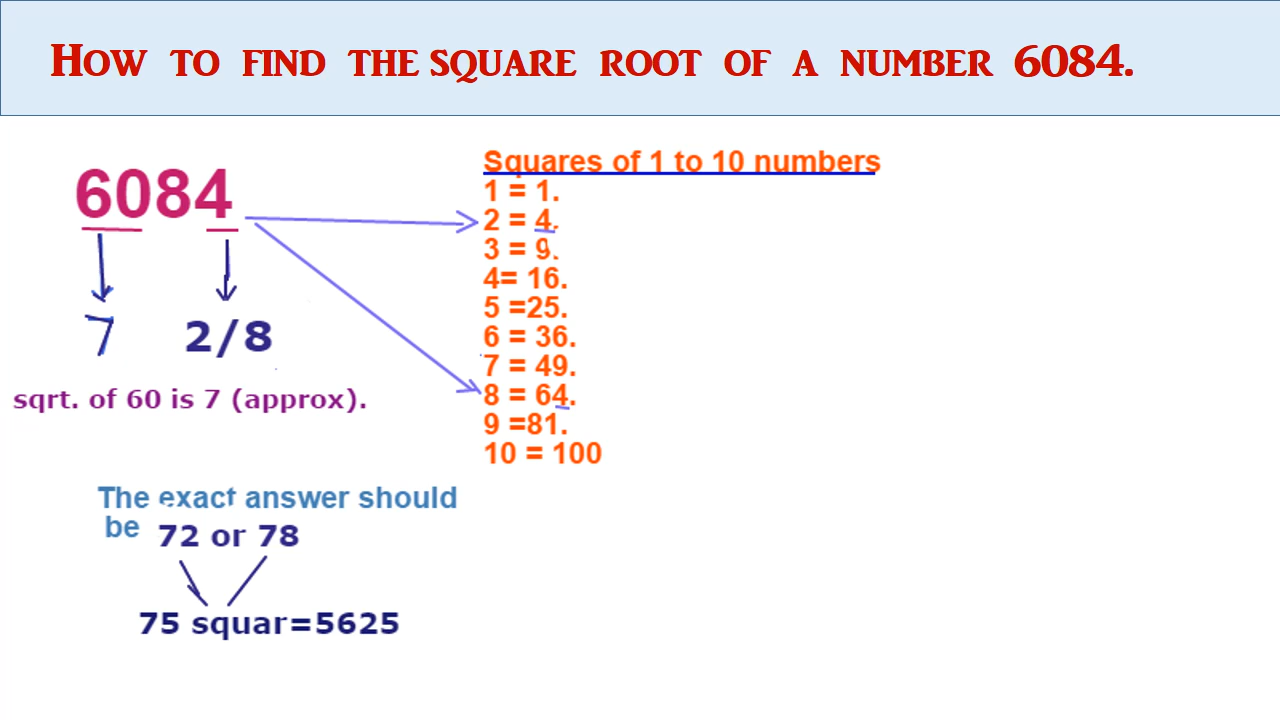 How to find the square root of a number 6084.
6084
7 2/8
sqrt. of 60 is 7 (approx).
Squares of 1 to 10 numbers
1 = 1.
2 = 4.
3 = 9.
4= 16.
5 =25.
6 = 36.
7 = 49.
8 = 64.
9 =81.
10 = 100
The exact answer should
be 72 or 78
75 squar=5625